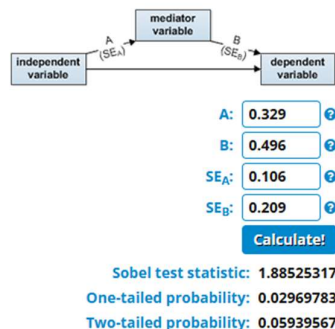 mediator
variable
A
(SEA)
B
(SEB)
independent
variable
dependent
variable
A: 0.329 ?
B: 0.496 ?
SEA: 0.106 ?
SEB: 0.209 ?
Calculate!
Sobel test statistic: 1.88525317
One-tailed probability: 0.02969783
Two-tailed probability: 0.05939567